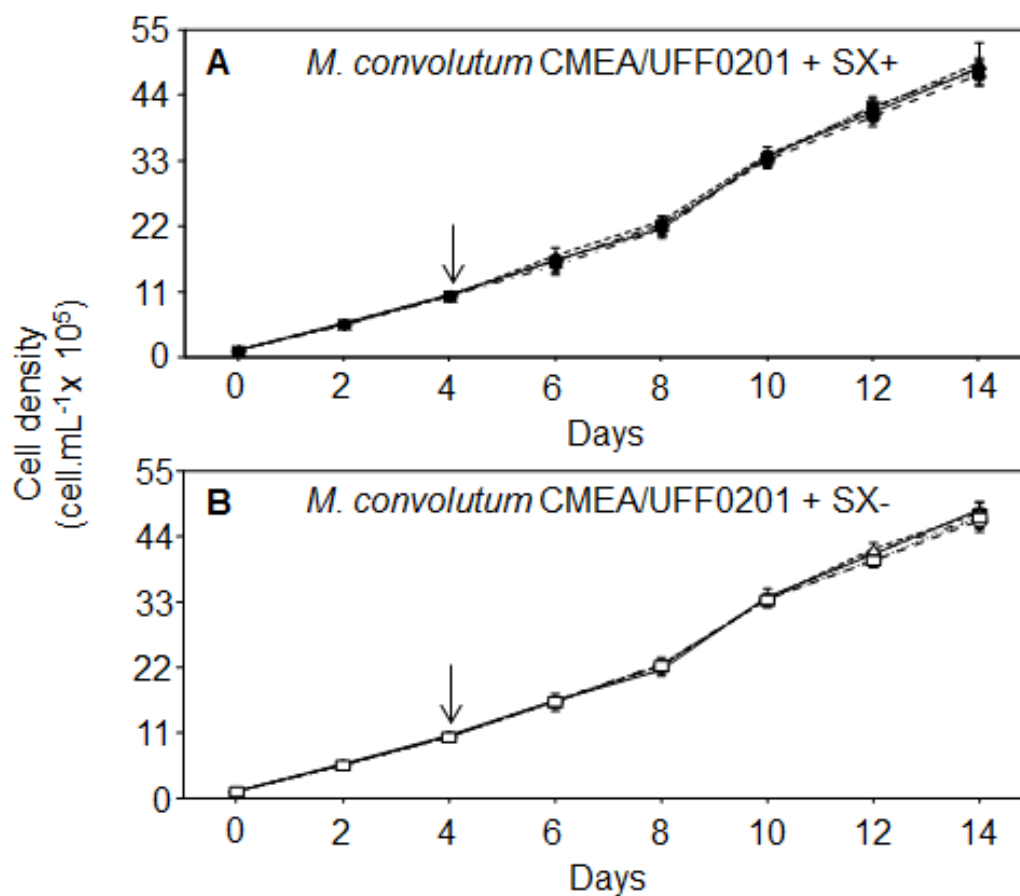 A M. convolutum CMEA/UFF0201 + SX+
55
44
33
22
11
0
0 2 4 6 8 10 12 14
Days
Cell density
(cell.mL⁻¹x 10⁵)
B M. convolutum CMEA/UFF0201 + SX-
55
44
33
22
11
0
0 2 4 6 8 10 12 14
Days